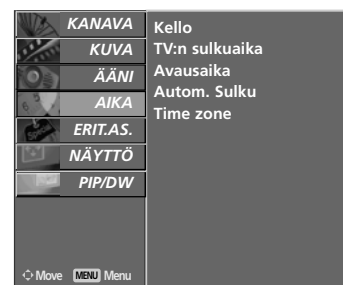 KANAVA
KUVA
ÄÄNI
AIKA
ERIT.AS.
NÄYTTÖ
PIP/DW
Kello
TV:n sulkuaika
Avausaika
Autom. Sulku
Time zone
Move MENU Menu